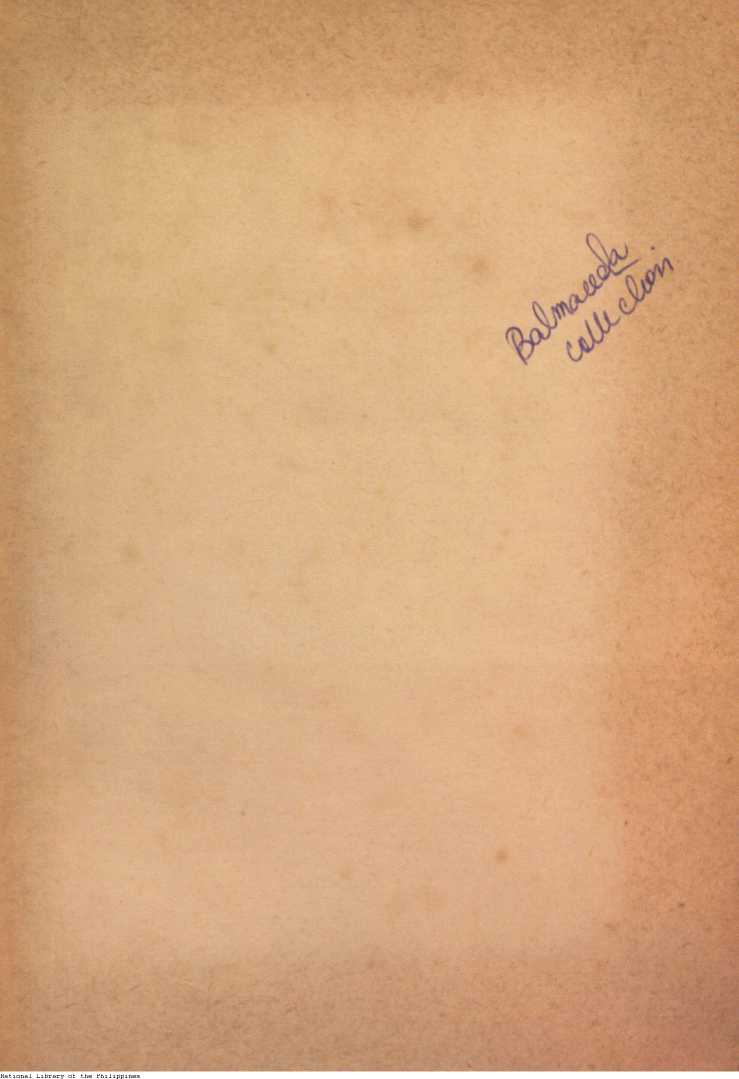 Balmaceda
collection
National Library of the Philippines